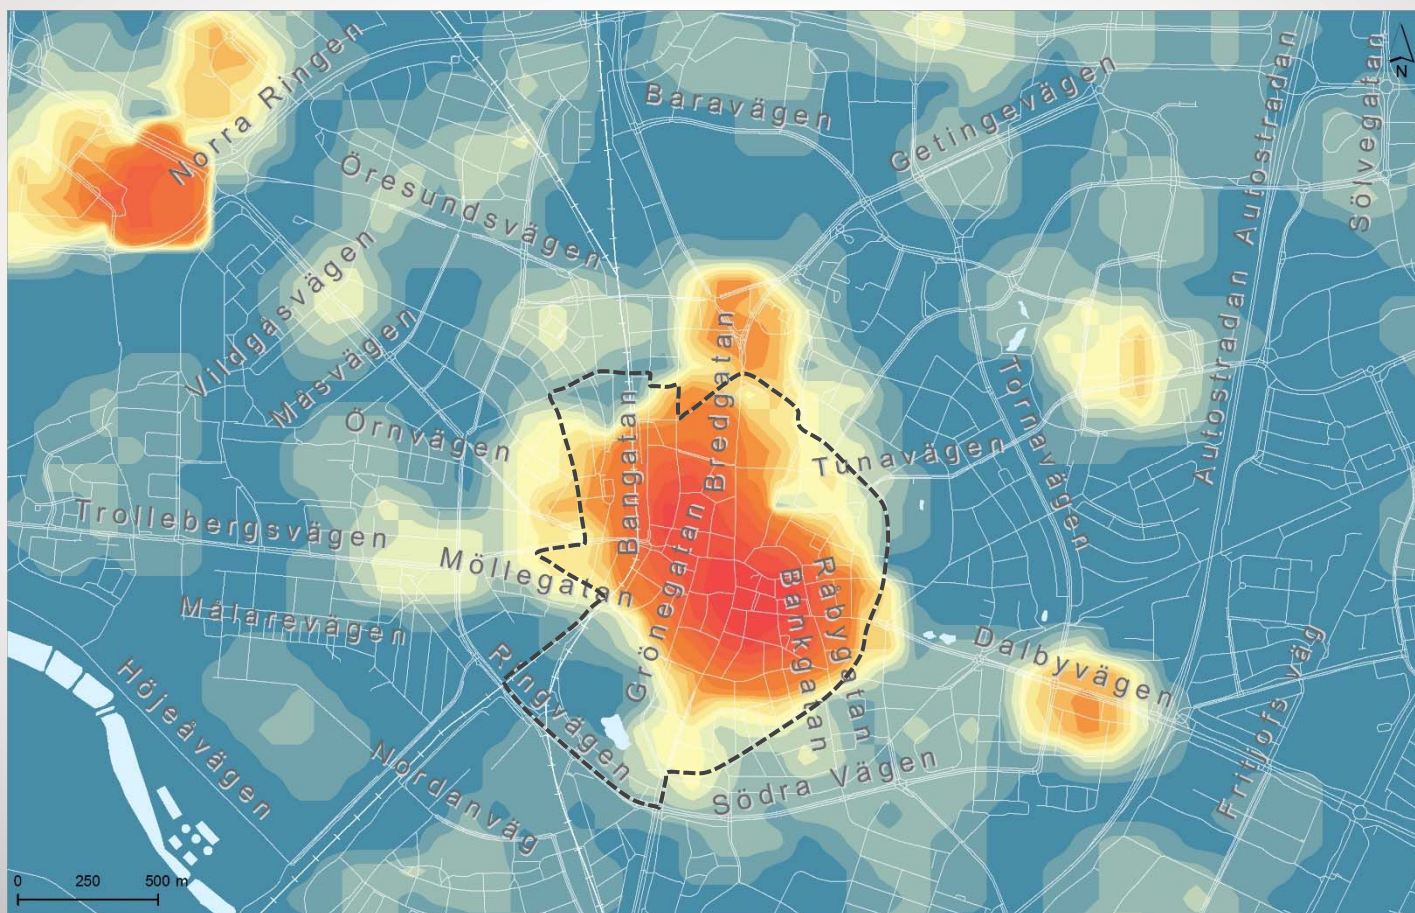 Norra Ringen
Baravägen
Getingevägen
Autostradan
Sölvegatan
N
Öresundsvägen
Vildgåsvägen
Måsvägen
Autostradan
Örnvägen
Bangatan
Bredgatan
Tunavägen
Tornavägen
Trollebergsvägen
Möllegatan
Grönegatan
Bankgatan
Råbygatan
Mälarevägen
Dalbyvägen
Höjeåvägen
Ringvägen
Nordanväg
Södra Vägen
Fritjofs väg
0 250 500 m